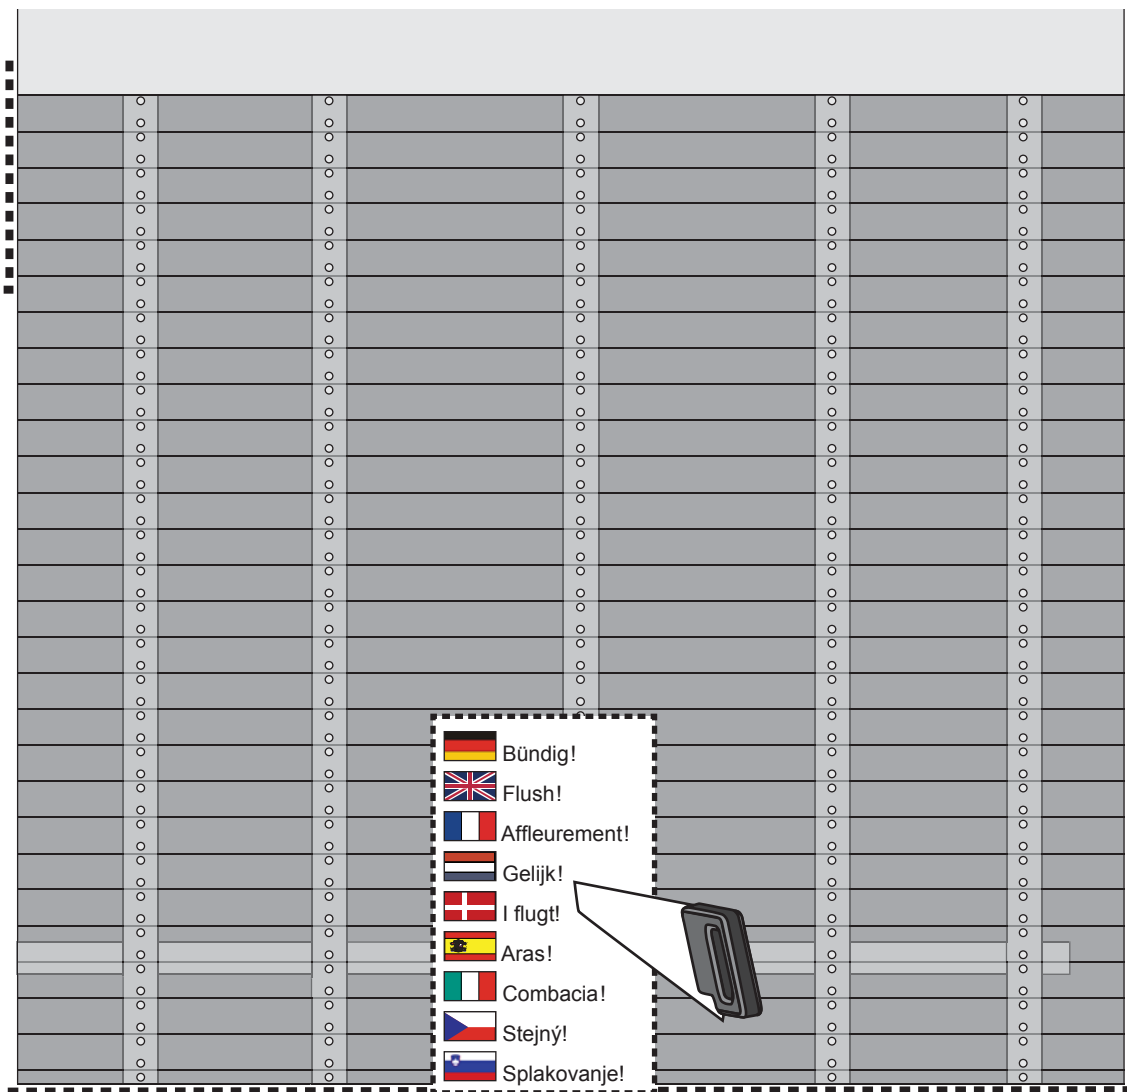 Bündig!
Flush!
Affleurement!
Gelijk!
I flugt!
Aras!
Combacia!
Stejný!
Splakovanje!